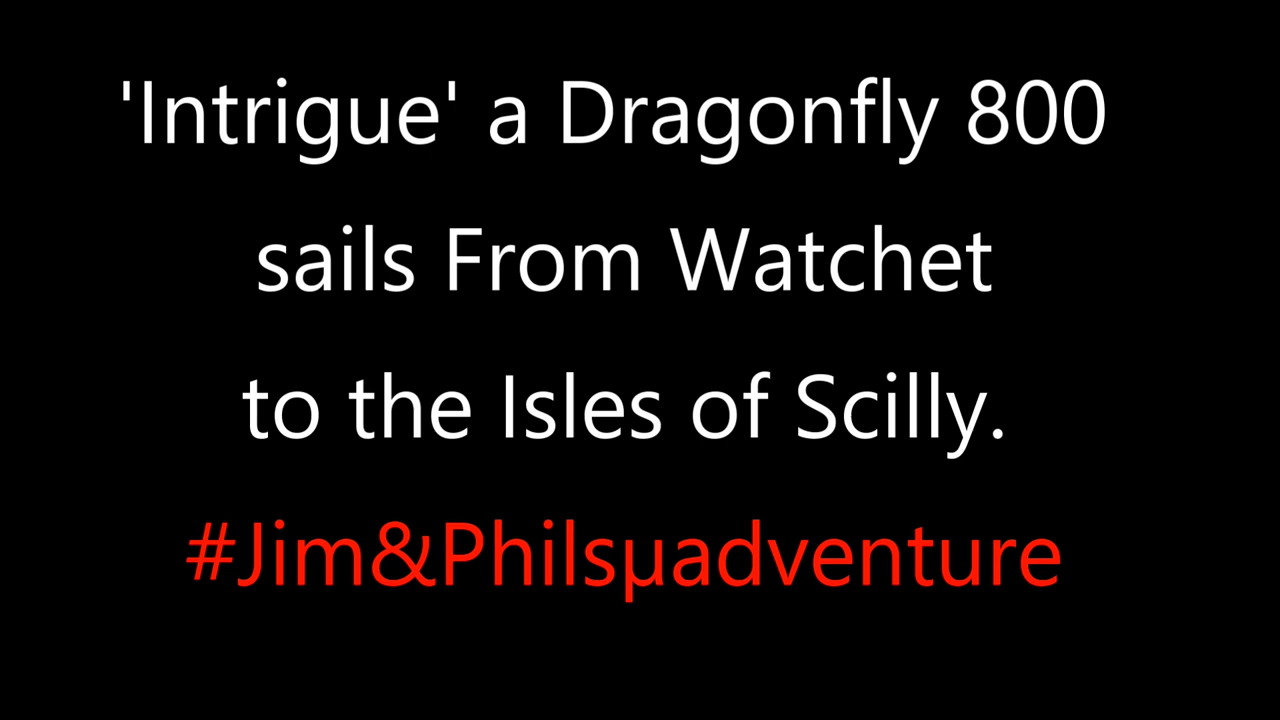 'Intrigue' a Dragonfly 800
sails From Watchet
to the Isles of Scilly.
#Jim&Philsµadventure